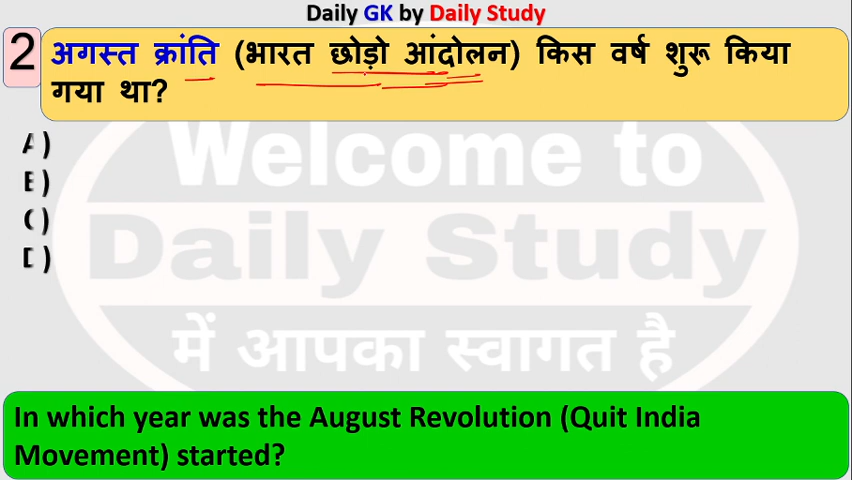 Daily GK by Daily Study
2
अगस्त क्रांति (भारत छोड़ो आंदोलन) किस वर्ष शुरू किया
गया था?
A)
B)
C)
D)
Welcome to
Daily Study
में आपका स्वागत है
In which year was the August Revolution (Quit India
Movement) started?